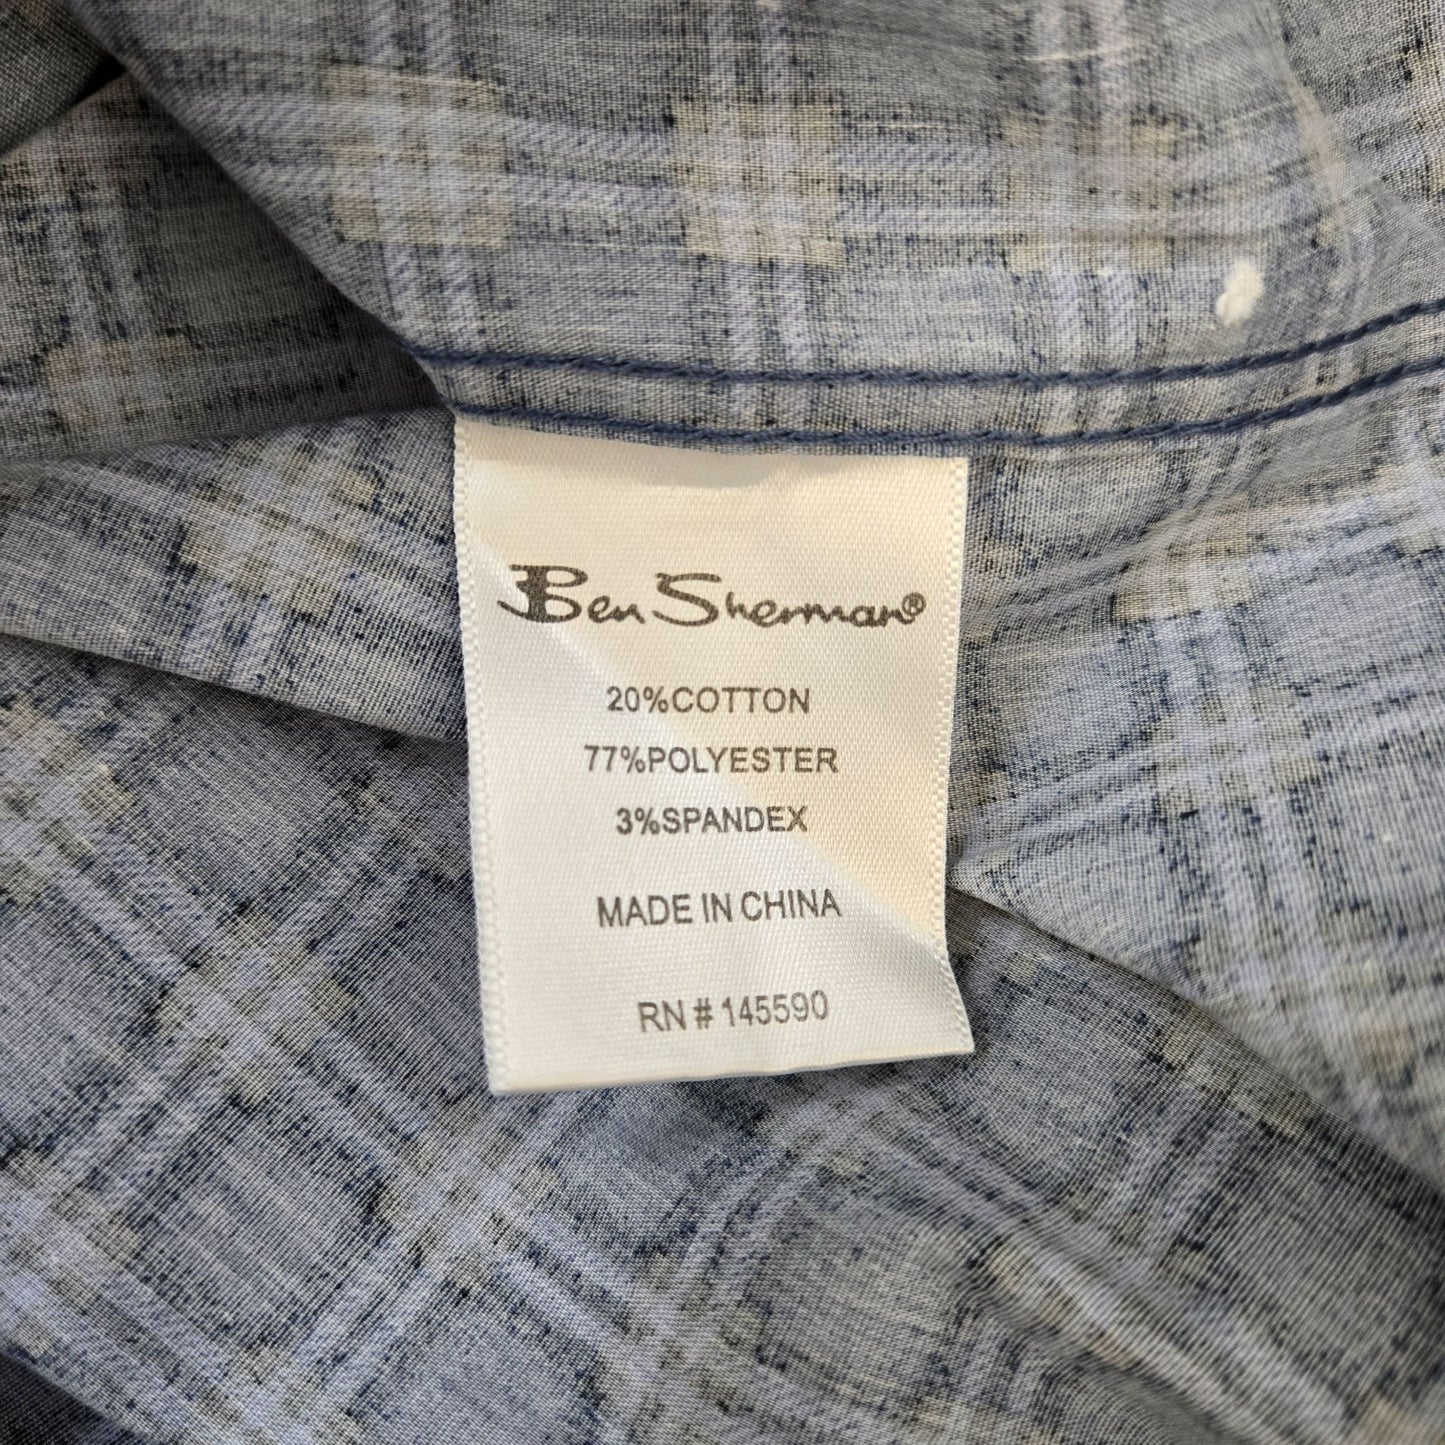 Ben Sherman®
20%COTTON
77%POLYESTER
3%SPANDEX
MADE IN CHINA
RN # 145590